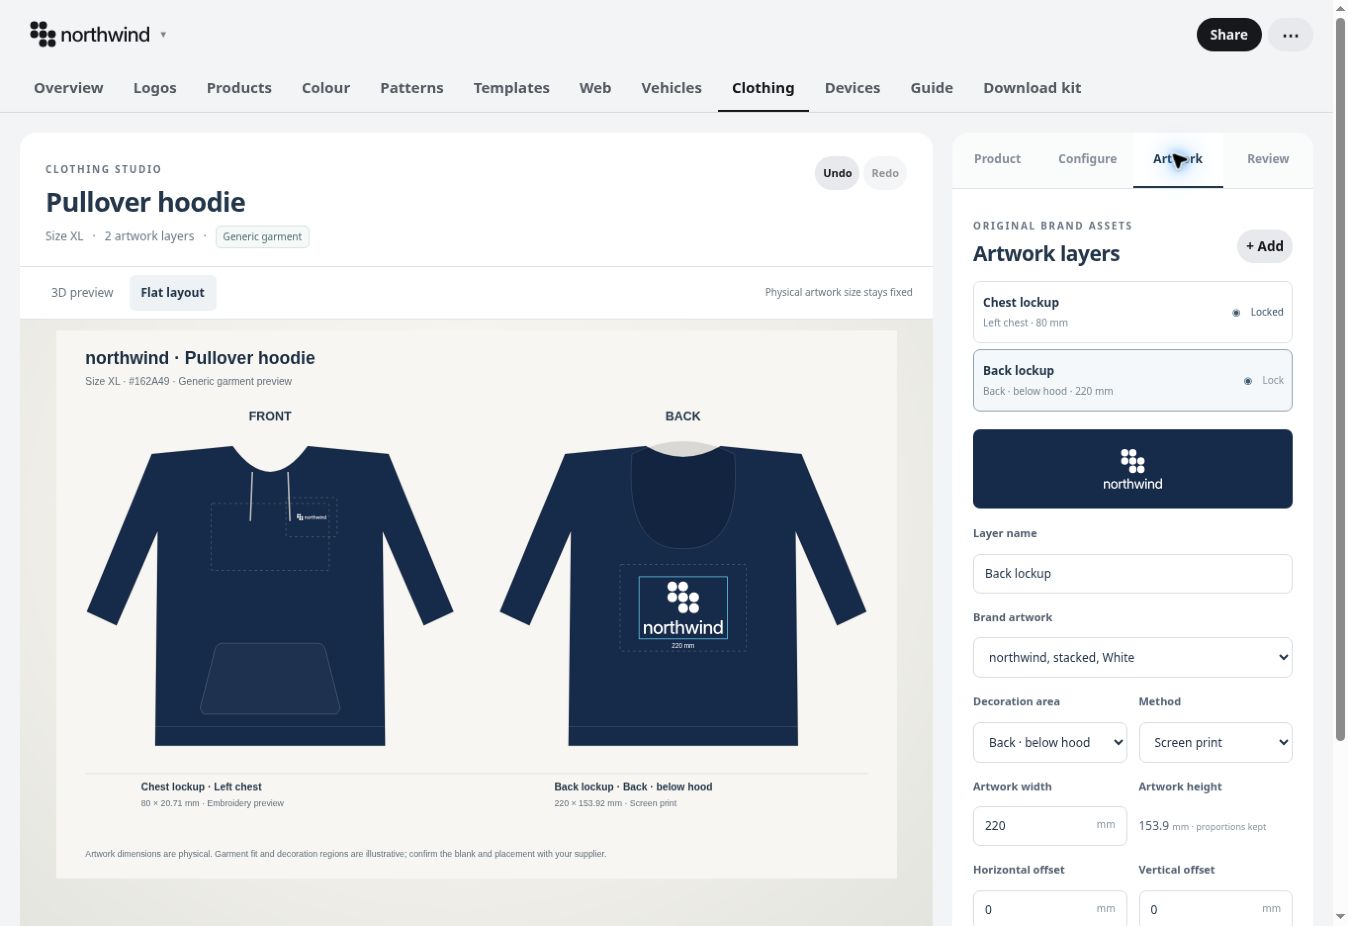 northwind
Share
...
Overview
Logos
Products
Colour
Patterns
Templates
Web
Vehicles
Clothing
Devices
Guide
Download kit
CLOTHING STUDIO
Pullover hoodie
Size XL · 2 artwork layers · Generic garment
Undo
Redo
3D preview
Flat layout
Physical artwork size stays fixed
northwind · Pullover hoodie
Size XL · #162A49 · Generic garment preview
FRONT
BACK
northwind
northwind
220 mm
Chest lockup · Left chest
80 × 20.71 mm · Embroidery preview
Back lockup · Back · below hood
220 × 153.92 mm · Screen print
Artwork dimensions are physical. Garment fit and decoration regions are illustrative; confirm the blank and placement with your supplier.
Product
Configure
Artwork
Review
ORIGINAL BRAND ASSETS
Artwork layers
+ Add
Chest lockup
Left chest · 80 mm
Locked
Back lockup
Back · below hood · 220 mm
Lock
northwind
Layer name
Back lockup
Brand artwork
northwind, stacked, White
Decoration area
Method
Back · below hood
Screen print
Artwork width
Artwork height
220 mm
153.9 mm · proportions kept
Horizontal offset
Vertical offset
0 mm
0 mm